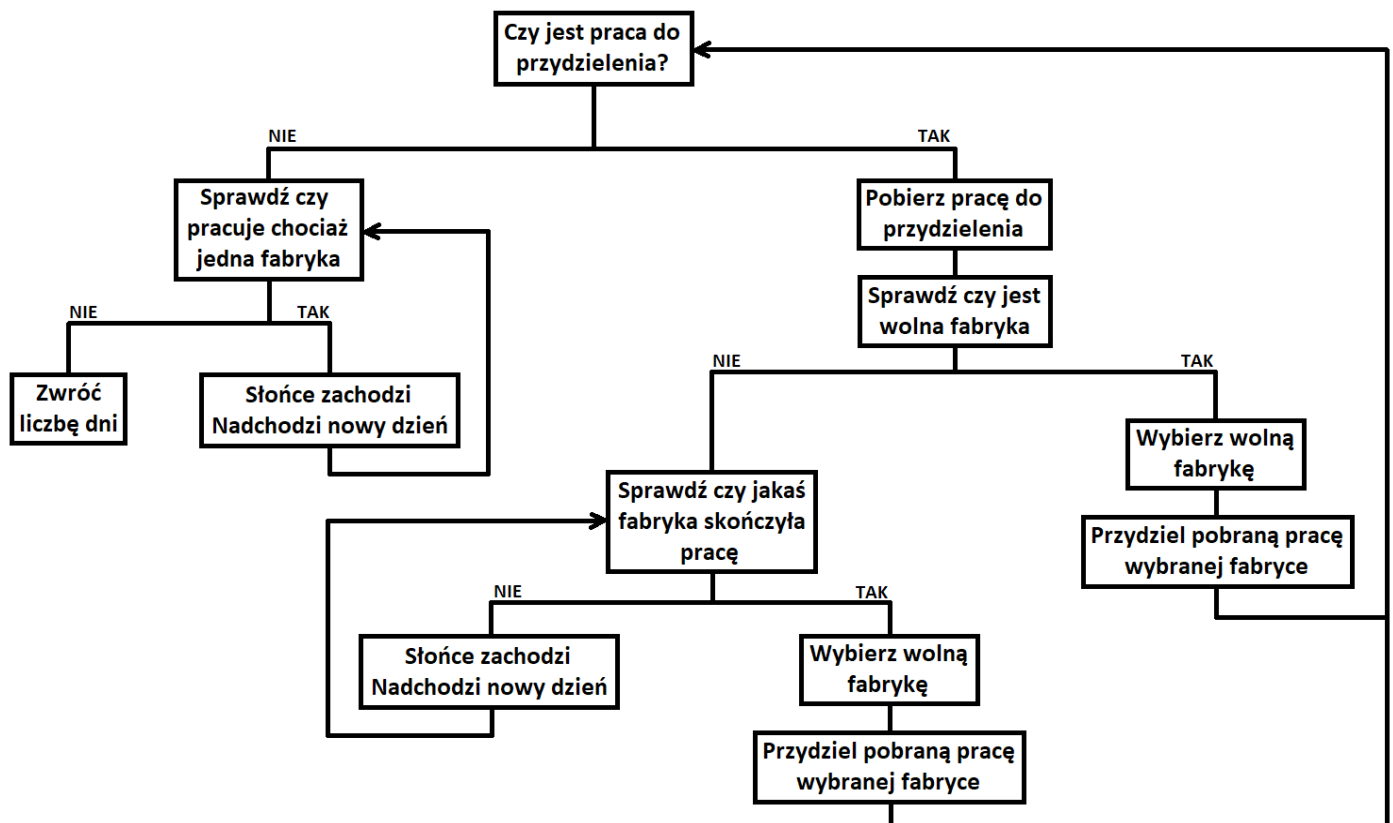 Czy jest praca do
przydzielenia?
NIE
TAK
Sprawdź czy
pracuje chociaż
jedna fabryka
NIE
TAK
Zwróć
liczbę dni
Słońce zachodzi
Nadchodzi nowy dzień
Pobierz pracę do
przydzielenia
Sprawdź czy jest
wolna fabryka
NIE
TAK
Sprawdź czy jakaś
fabryka skończyła
pracę
NIE
TAK
Słońce zachodzi
Nadchodzi nowy dzień
Wybierz wolną
fabrykę
Przydziel pobraną pracę
wybranej fabryce
Wybierz wolną
fabrykę
Przydziel pobraną pracę
wybranej fabryce